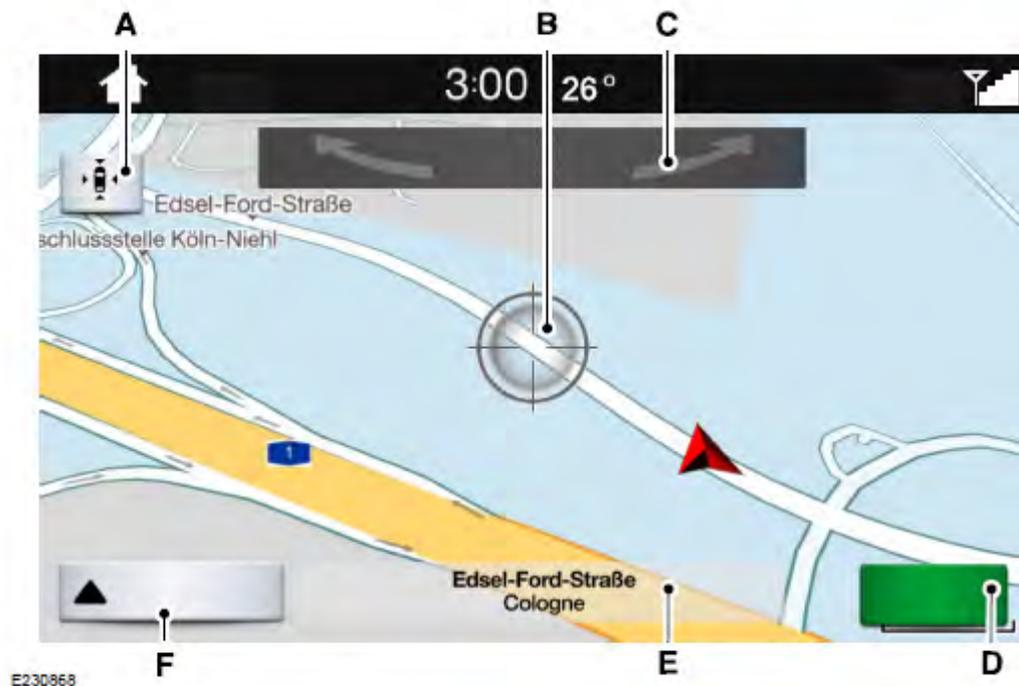 A B C
3:00 26°
Edsel-Ford-Straße
schlussstelle Köln-Niehl
1
Edsel-Ford-Straße
Cologne
F E D
E230868